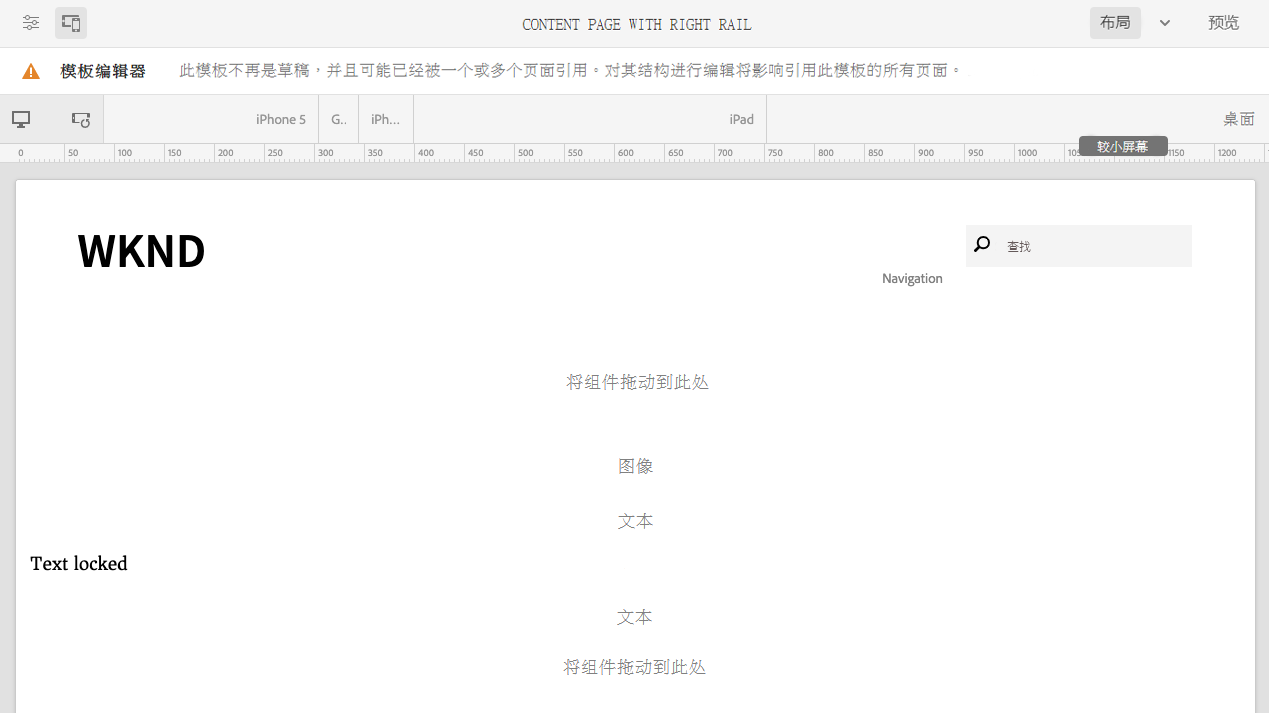 CONTENT PAGE WITH RIGHT RAIL
布局
预览
模板编辑器
此模板不再是草稿，并且可能已经被一个或多个页面引用。对其结构进行编辑将影响引用此模板的所有页面。
iPhone 5 G.. iPh... iPad 桌面
0 50 100 150 200 250 300 350 400 450 500 550 600 650 700 750 800 850 900 950 1000 1150 1200
较小屏幕
WKND
查找
Navigation
将组件拖动到此处
图像
文本
Text locked
文本
将组件拖动到此处